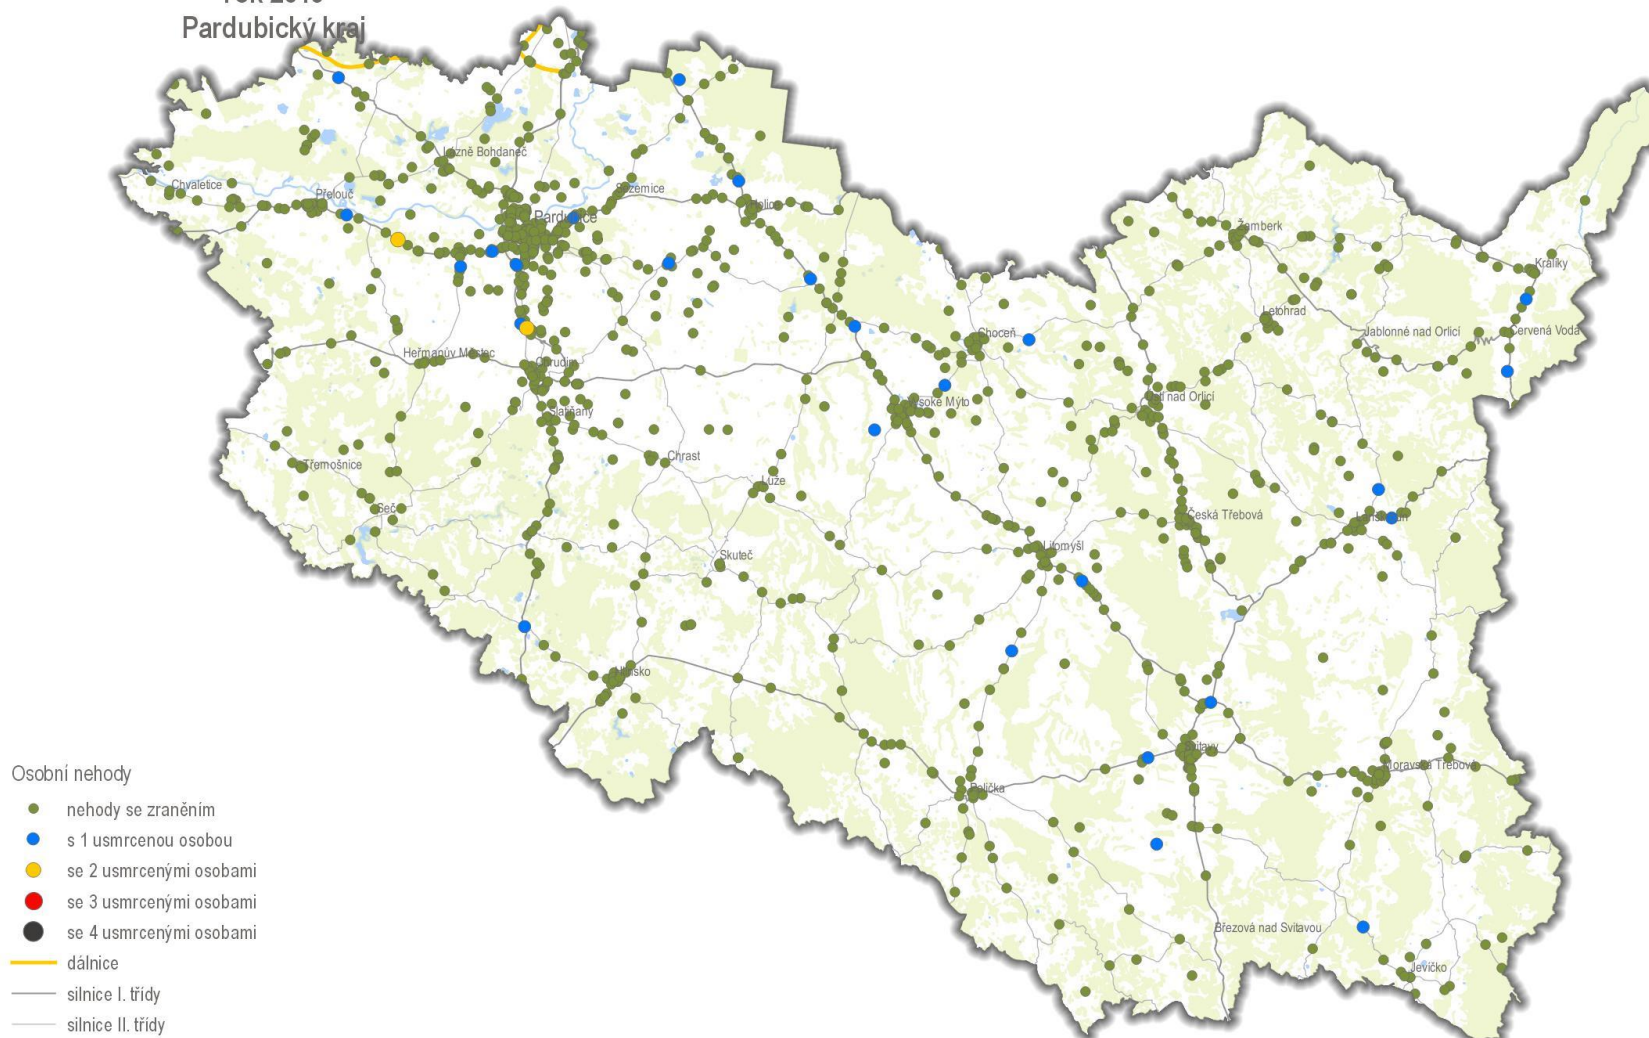 Pardubický kraj
Lázně Bohdaneč
Chvaletice
Přelouč
Sezemice
Pardubice
Holice
Žamberk
Králíky
Letohrad
Choceň
Jablonné nad Orlicí
Červená Voda
Heřmanův Městec
Chrudim
Vysoké Mýto
Ústí nad Orlicí
Slatiňany
Chrast
Třemošnice
Luže
Seč
Česká Třebová
Lanškroun
Litomyšl
Skuteč
Hlinsko
Svitavy
Moravská Třebová
Polička
Březová nad Svitavou
Jevíčko
Osobní nehody
nehody se zraněním
s 1 usmrcenou osobou
se 2 usmrcenými osobami
se 3 usmrcenými osobami
se 4 usmrcenými osobami
dálnice
silnice I. třídy
silnice II. třídy